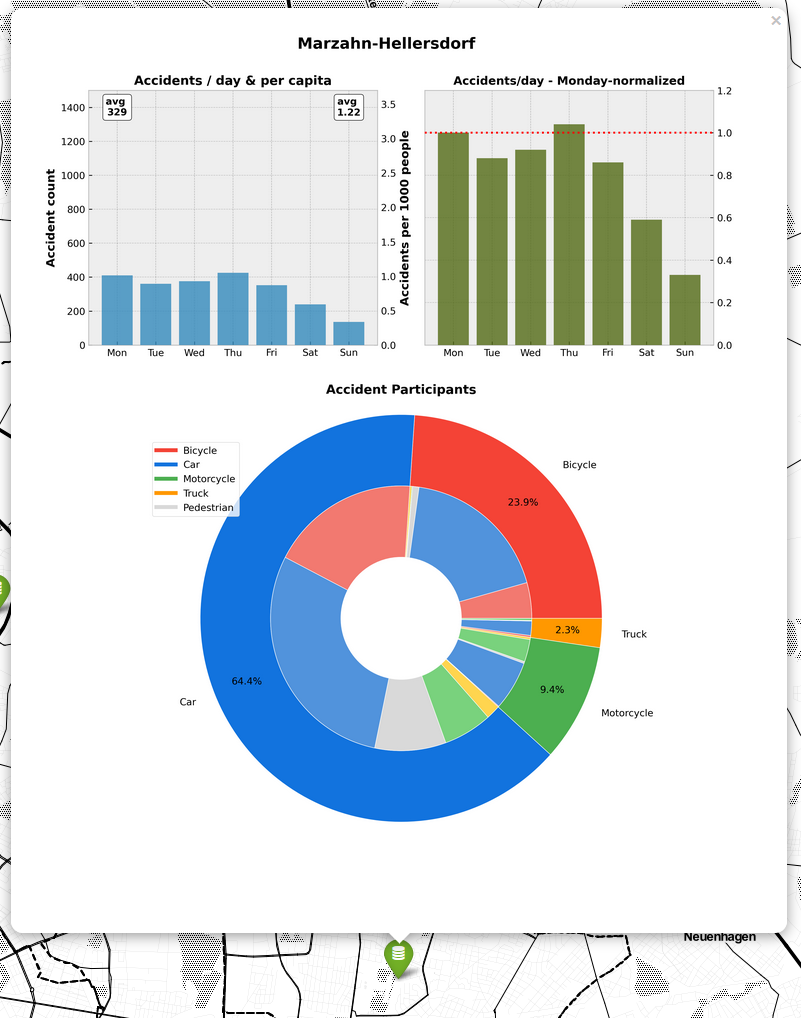 ×
Marzahn-Hellersdorf
Accidents / day & per capita
Accidents/day - Monday-normalized
avg
329
avg
1.22
Accident count
1400
1200
1000
800
600
400
200
0
3.5
3.0
2.5
2.0
1.5
1.0
0.5
0.0
Accidents per 1000 people
Mon Tue Wed Thu Fri Sat Sun
1.2
1.0
0.8
0.6
0.4
0.2
0.0
Mon Tue Wed Thu Fri Sat Sun
Accident Participants
Bicycle
Car
Motorcycle
Truck
Pedestrian
Bicycle
23.9%
2.3%
Truck
64.4%
9.4%
Car
Motorcycle
Neuenhagen